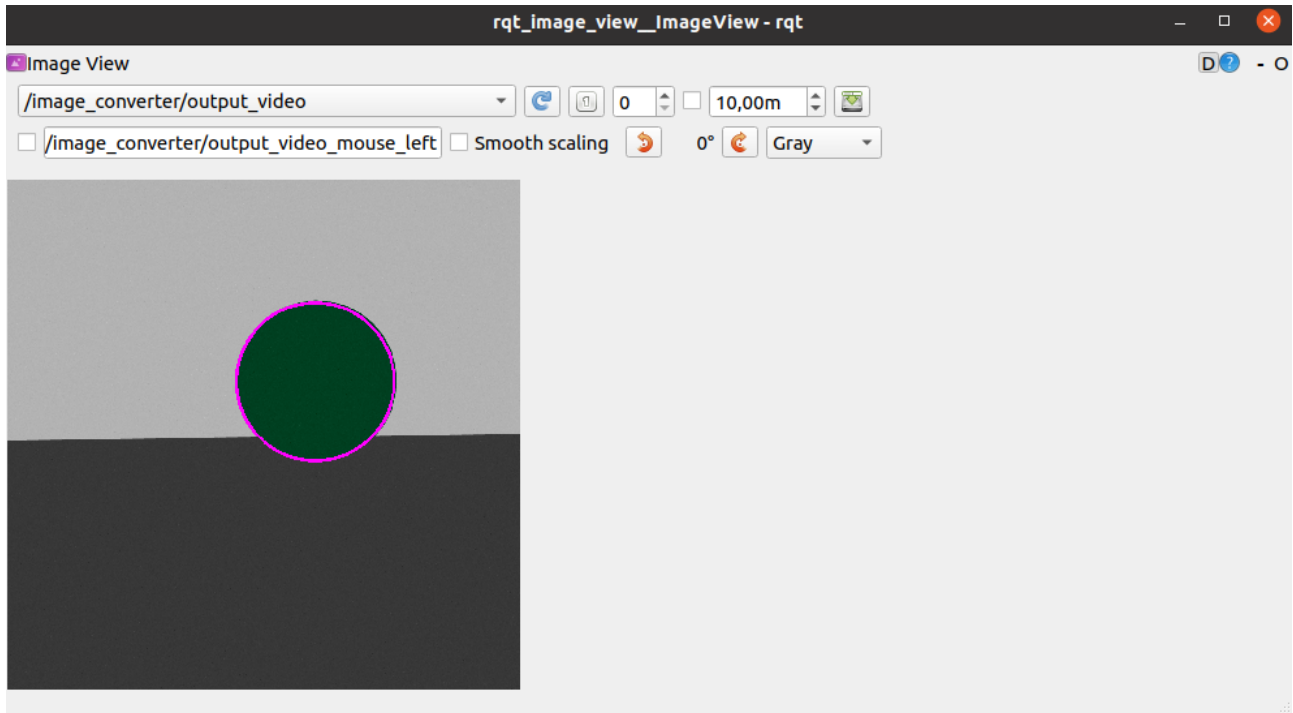 rqt_image_view__ImageView - rqt
Image View
D ? - O
/image_converter/output_video 0 10,00m
/image_converter/output_video_mouse_left Smooth scaling 0° Gray